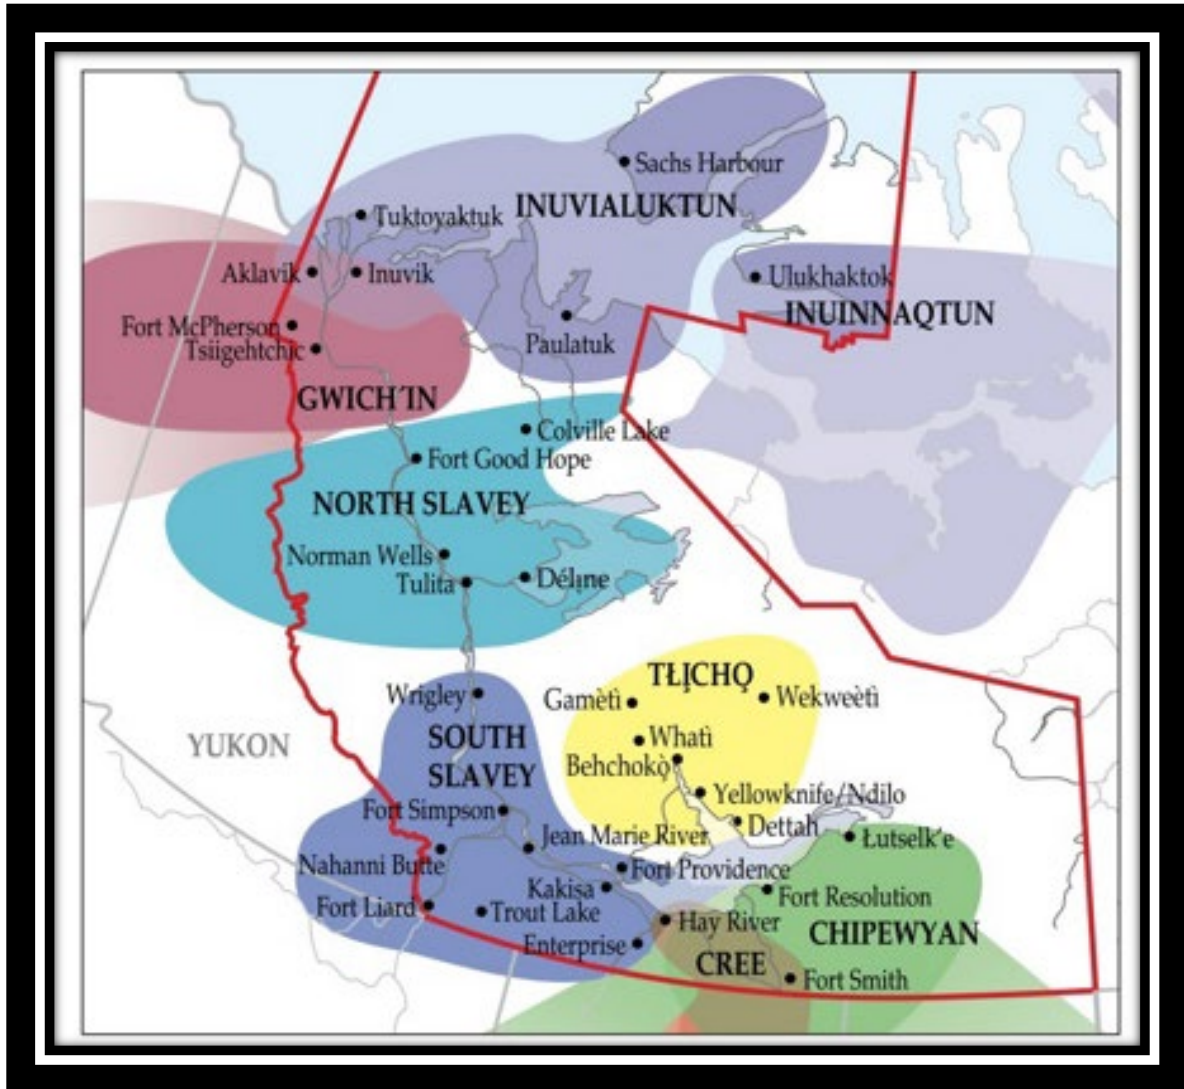 Sachs Harbour
INUVIALUKTUN
Tuktoyaktuk
Aklavik
Inuvik
Ulukhaktok
INUINNAQTUN
Fort McPherson
Paulatuk
Tsiigehtchic
GWICH'IN
Colville Lake
Fort Good Hope
NORTH SLAVEY
Norman Wells
Tulita
Délı̨ne
TŁĮCHǪ
Wrigley
Gamètì
Wekweètì
YUKON
SOUTH
SLAVEY
Whatì
Behchokǫ̀
Yellowknife/Ndilo
Fort Simpson
Dettah
Jean Marie River
Łutselk'e
Nahanni Butte
Fort Providence
Kakisa
Fort Resolution
Fort Liard
Trout Lake
Hay River
CHIPEWYAN
Enterprise
CREE
Fort Smith